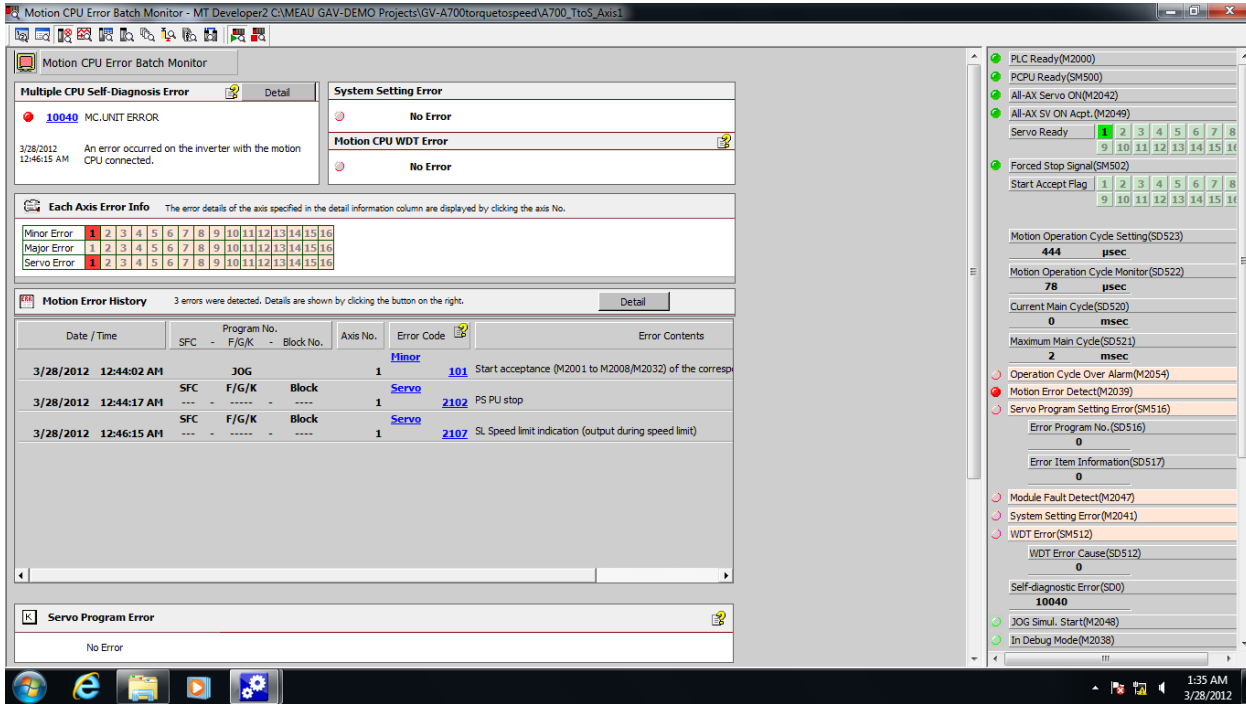 Motion CPU Error Batch Monitor - MT Developer2 C:\MEAU GAV-DEMO Projects\GV-A700torquetospeed\A700_TtoS_Axis1
Motion CPU Error Batch Monitor
Multiple CPU Self-Diagnosis Error Detail
10040 MC.UNIT ERROR
3/28/2012 12:46:15 AM An error occurred on the inverter with the motion CPU connected.
System Setting Error
No Error
Motion CPU WDT Error
No Error
Each Axis Error Info The error details of the axis specified in the detail information column are displayed by clicking the axis No.
Minor Error 1 2 3 4 5 6 7 8 9 10 11 12 13 14 15 16
Major Error 1 2 3 4 5 6 7 8 9 10 11 12 13 14 15 16
Servo Error 1 2 3 4 5 6 7 8 9 10 11 12 13 14 15 16
Motion Error History 3 errors were detected. Details are shown by clicking the button on the right. Detail
Date / Time Program No. SFC - F/G/K - Block No. Axis No. Error Code Error Contents
Minor
3/28/2012 12:44:02 AM JOG 1 101 Start acceptance (M2001 to M2008/M2032) of the corresp
SFC F/G/K Block Servo
3/28/2012 12:44:17 AM --- - ----- - ---- 1 2102 PS PU stop
SFC F/G/K Block Servo
3/28/2012 12:46:15 AM --- - ----- - ---- 1 2107 SL Speed limit indication (output during speed limit)
K Servo Program Error
No Error
PLC Ready(M2000)
PCPU Ready(SM500)
All-AX Servo ON(M2042)
All-AX SV ON Acpt.(M2049)
Servo Ready 1 2 3 4 5 6 7 8
9 10 11 12 13 14 15 16
Forced Stop Signal(SM502)
Start Accept Flag 1 2 3 4 5 6 7 8
9 10 11 12 13 14 15 16
Motion Operation Cycle Setting(SD523)
444 µsec
Motion Operation Cycle Monitor(SD522)
78 µsec
Current Main Cycle(SD520)
0 msec
Maximum Main Cycle(SD521)
2 msec
Operation Cycle Over Alarm(M2054)
Motion Error Detect(M2039)
Servo Program Setting Error(SM516)
Error Program No.(SD516)
0
Error Item Information(SD517)
0
Module Fault Detect(M2047)
System Setting Error(M2041)
WDT Error(SM512)
WDT Error Cause(SD512)
0
Self-diagnostic Error(SD0)
10040
JOG Simul. Start(M2048)
In Debug Mode(M2038)
1:35 AM
3/28/2012